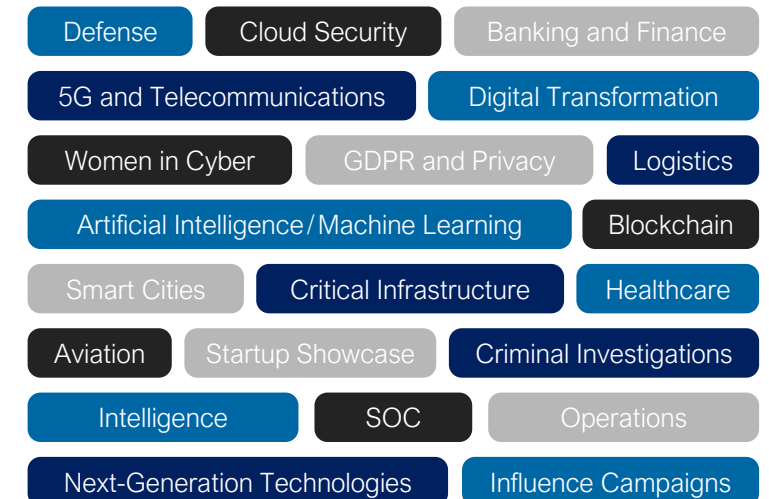 Defense Cloud Security Banking and Finance
5G and Telecommunications Digital Transformation
Women in Cyber GDPR and Privacy Logistics
Artificial Intelligence/Machine Learning Blockchain
Smart Cities Critical Infrastructure Healthcare
Aviation Startup Showcase Criminal Investigations
Intelligence SOC Operations
Next-Generation Technologies Influence Campaigns